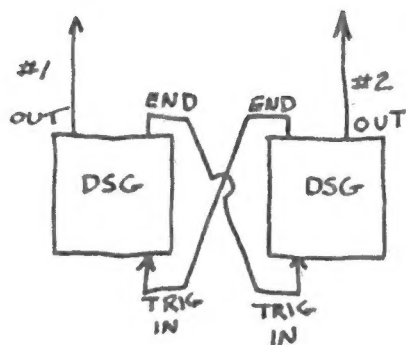 #1
OUT
END
END
#2
OUT
DSG
DSG
TRIG
IN
TRIG
IN